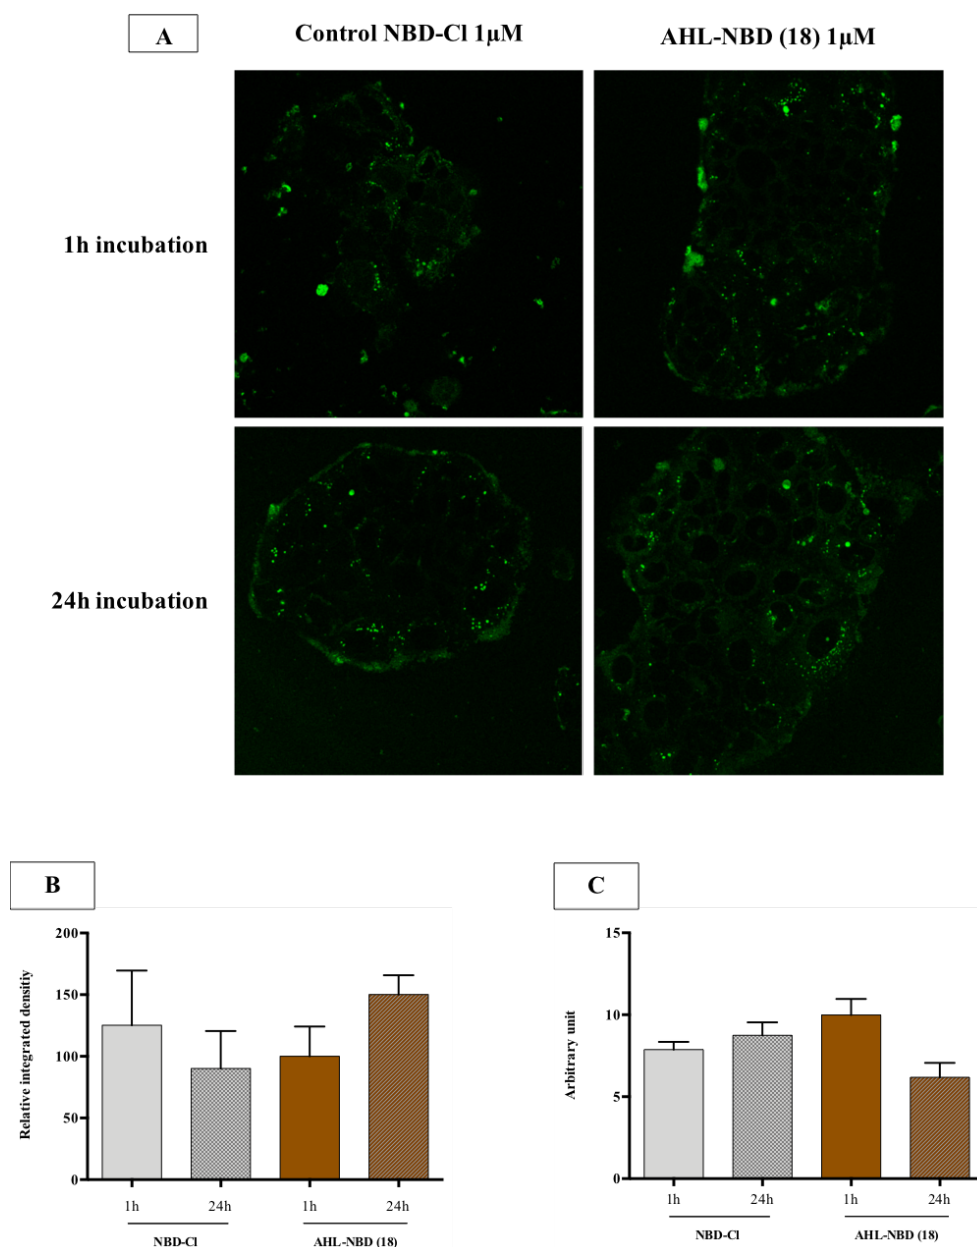 A
Control NBD-Cl 1µM
AHL-NBD (18) 1µM
1h incubation
24h incubation
B
C
Relative integrated densitiy
200
150
100
50
0
1h
24h
1h
24h
NBD-Cl
AHL-NBD (18)
Arbitrary unit
15
10
5
0
1h
24h
1h
24h
NBD-Cl
AHL-NBD (18)